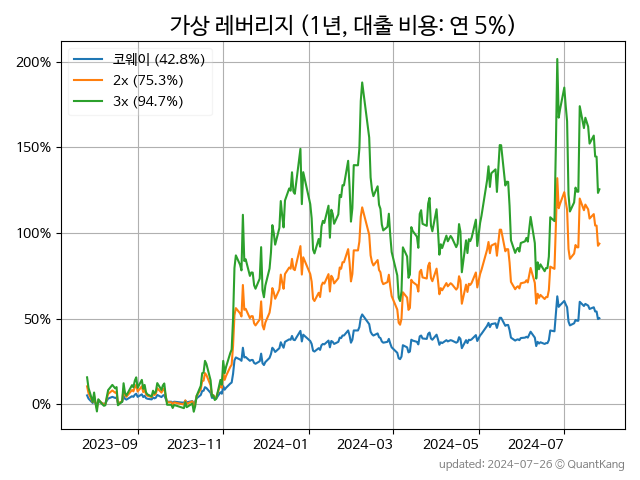 가상 레버리지 (1년, 대출 비용: 연 5%)
코웨이 (42.8%)
2x (75.3%)
3x (94.7%)
200%
150%
100%
50%
0%
2023-09 2023-11 2024-01 2024-03 2024-05 2024-07
updated: 2024-07-26 © QuantKang